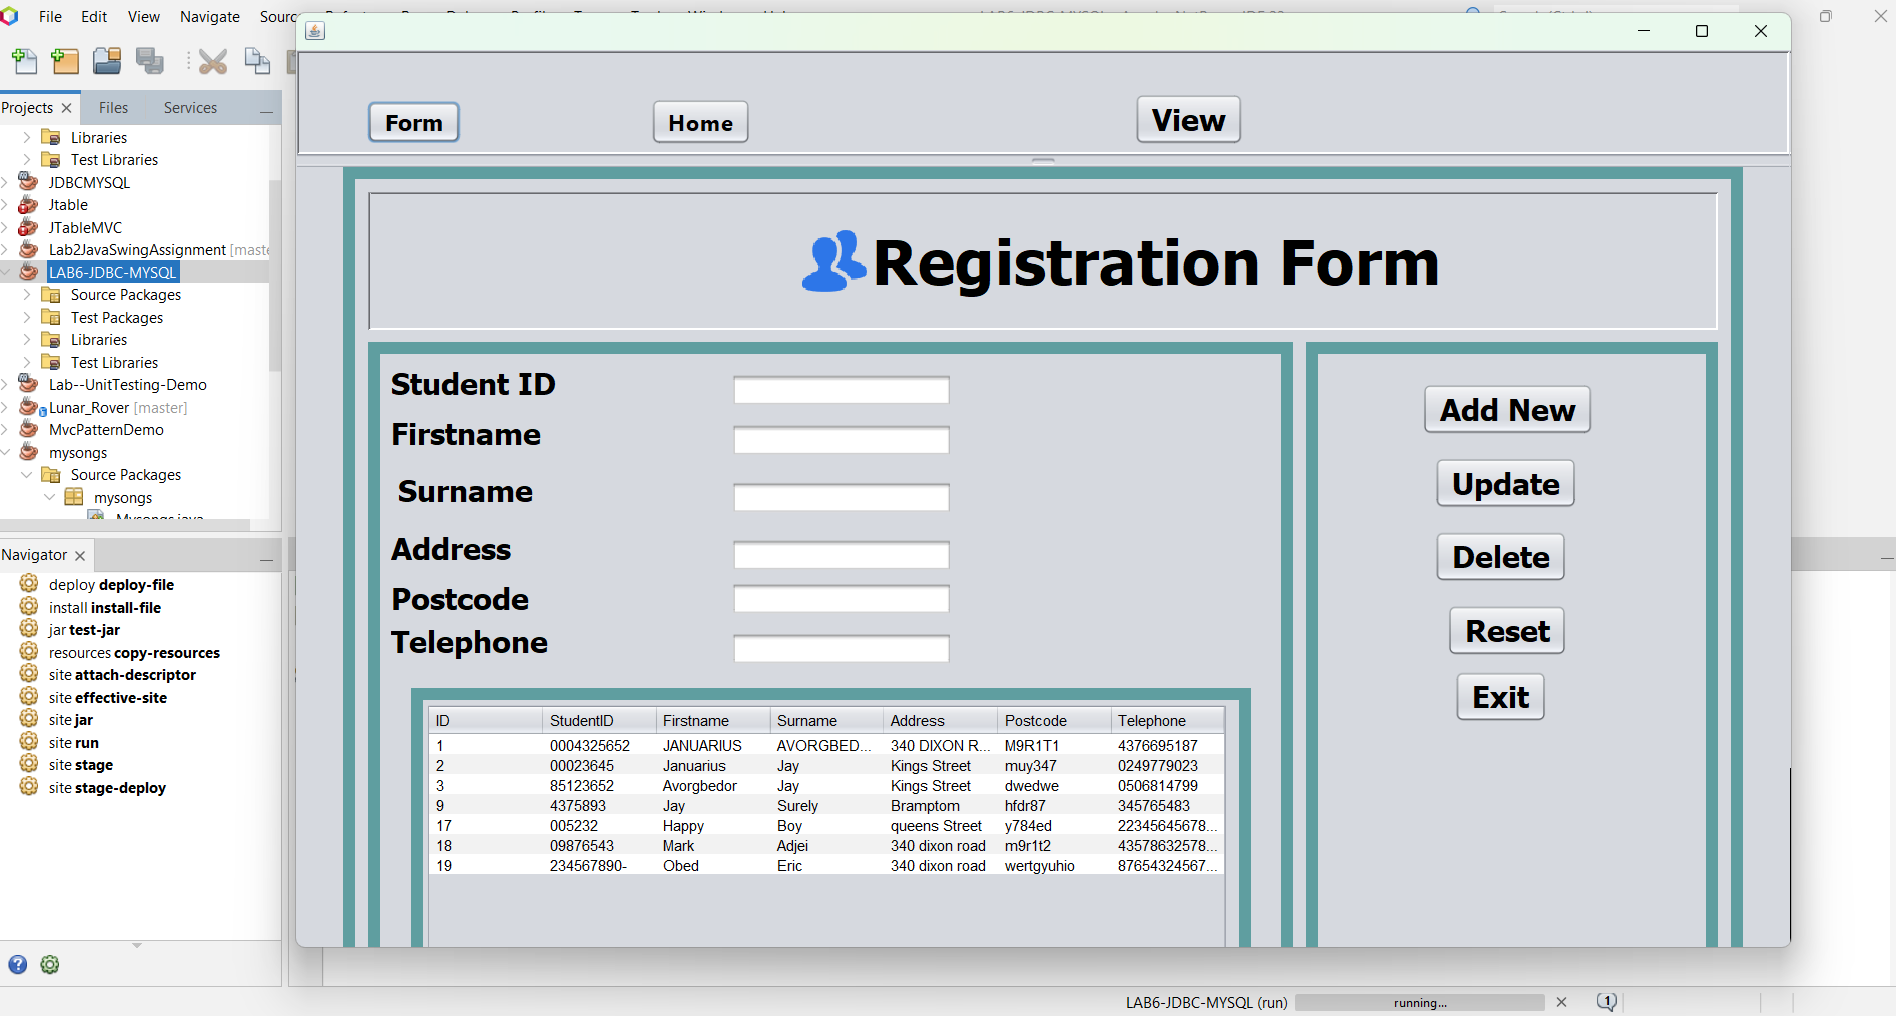 File Edit View Navigate
Projects Files Services
Libraries
Test Libraries
JDBCMYSQL
Jtable
JTableMVC
Lab2JavaSwingAssignment
LAB6-JDBC-MYSQL
Source Packages
Test Packages
Libraries
Test Libraries
Lab--UnitTesting-Demo
Lunar_Rover [master]
MvcPatternDemo
mysongs
Source Packages
mysongs
Navigator
deploy deploy-file
install install-file
jar test-jar
resources copy-resources
site attach-descriptor
site effective-site
site jar
site run
site stage
site stage-deploy
Form Home View
Registration Form
Student ID
Firstname
Surname
Address
Postcode
Telephone
Add New
Update
Delete
Reset
Exit
ID StudentID Firstname Surname Address Postcode Telephone
1 0004325652 JANUARIUS AVORGBED... 340 DIXON R... M9R1T1 4376695187
2 00023645 Januarius Jay Kings Street muy347 0249779023
3 85123652 Avorgbedor Jay Kings Street dwedwe 0506814799
9 4375893 Jay Surely Bramptom hfdr87 345765483
17 005232 Happy Boy queens Street y784ed 22345645678...
18 09876543 Mark Adjei 340 dixon road m9r1t2 43578632578...
19 234567890- Obed Eric 340 dixon road wertgyuhio 87654324567...
LAB6-JDBC-MYSQL (run) running... 1